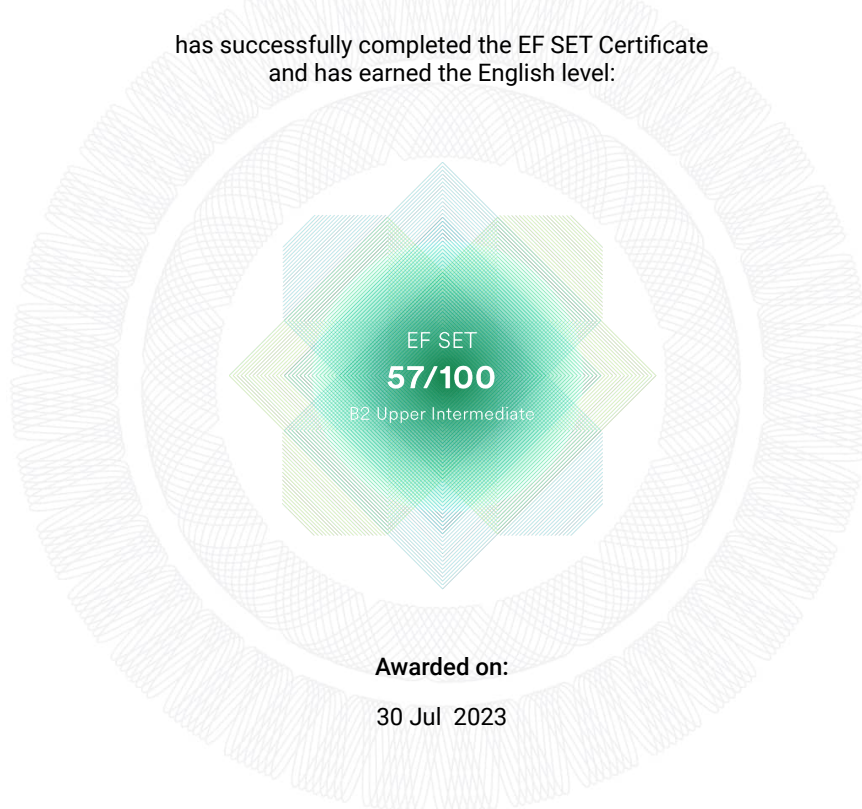 has successfully completed the EF SET Certificate
and has earned the English level:
EF SET
57/100
B2 Upper Intermediate
Awarded on:
30 Jul 2023